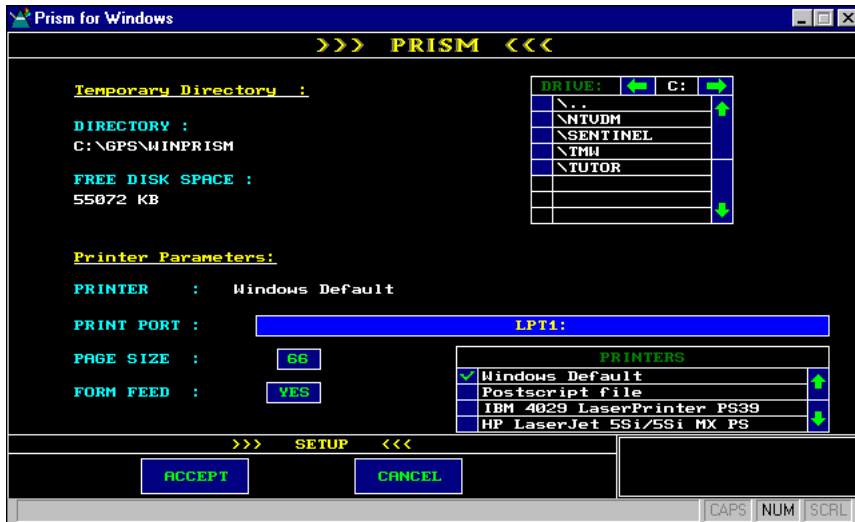 Prism for Windows
>>> PRISM <<<
Temporary Directory :
DRIVE: C:
\..
\NTVDM
\SENTINEL
\TMW
\TUTOR
DIRECTORY :
C:\GPS\WINPRISM
FREE DISK SPACE :
55072 KB
Printer Parameters:
PRINTER : Windows Default
PRINT PORT : LPT1:
PAGE SIZE : 66
FORM FEED : YES
PRINTERS
Windows Default
Postscript file
IBM 4029 LaserPrinter PS39
HP LaserJet 5Si/5Si MX PS
>>> SETUP <<<
ACCEPT CANCEL
CAPS NUM SCRL